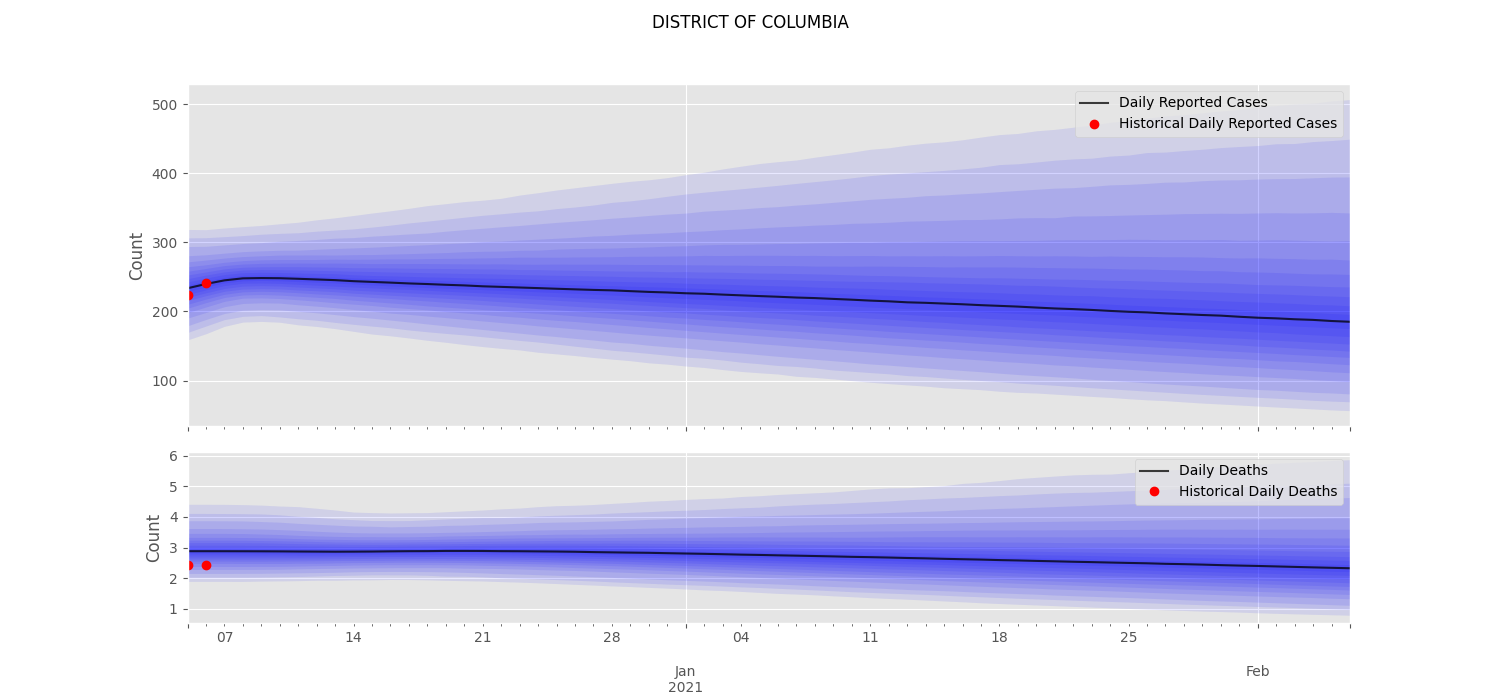 DISTRICT OF COLUMBIA
500
400
300
200
100
Count
Daily Reported Cases
Historical Daily Reported Cases
6
5
4
3
2
1
Count
Daily Deaths
Historical Daily Deaths
07 14 21 28 04 11 18 25
Jan Feb
2021